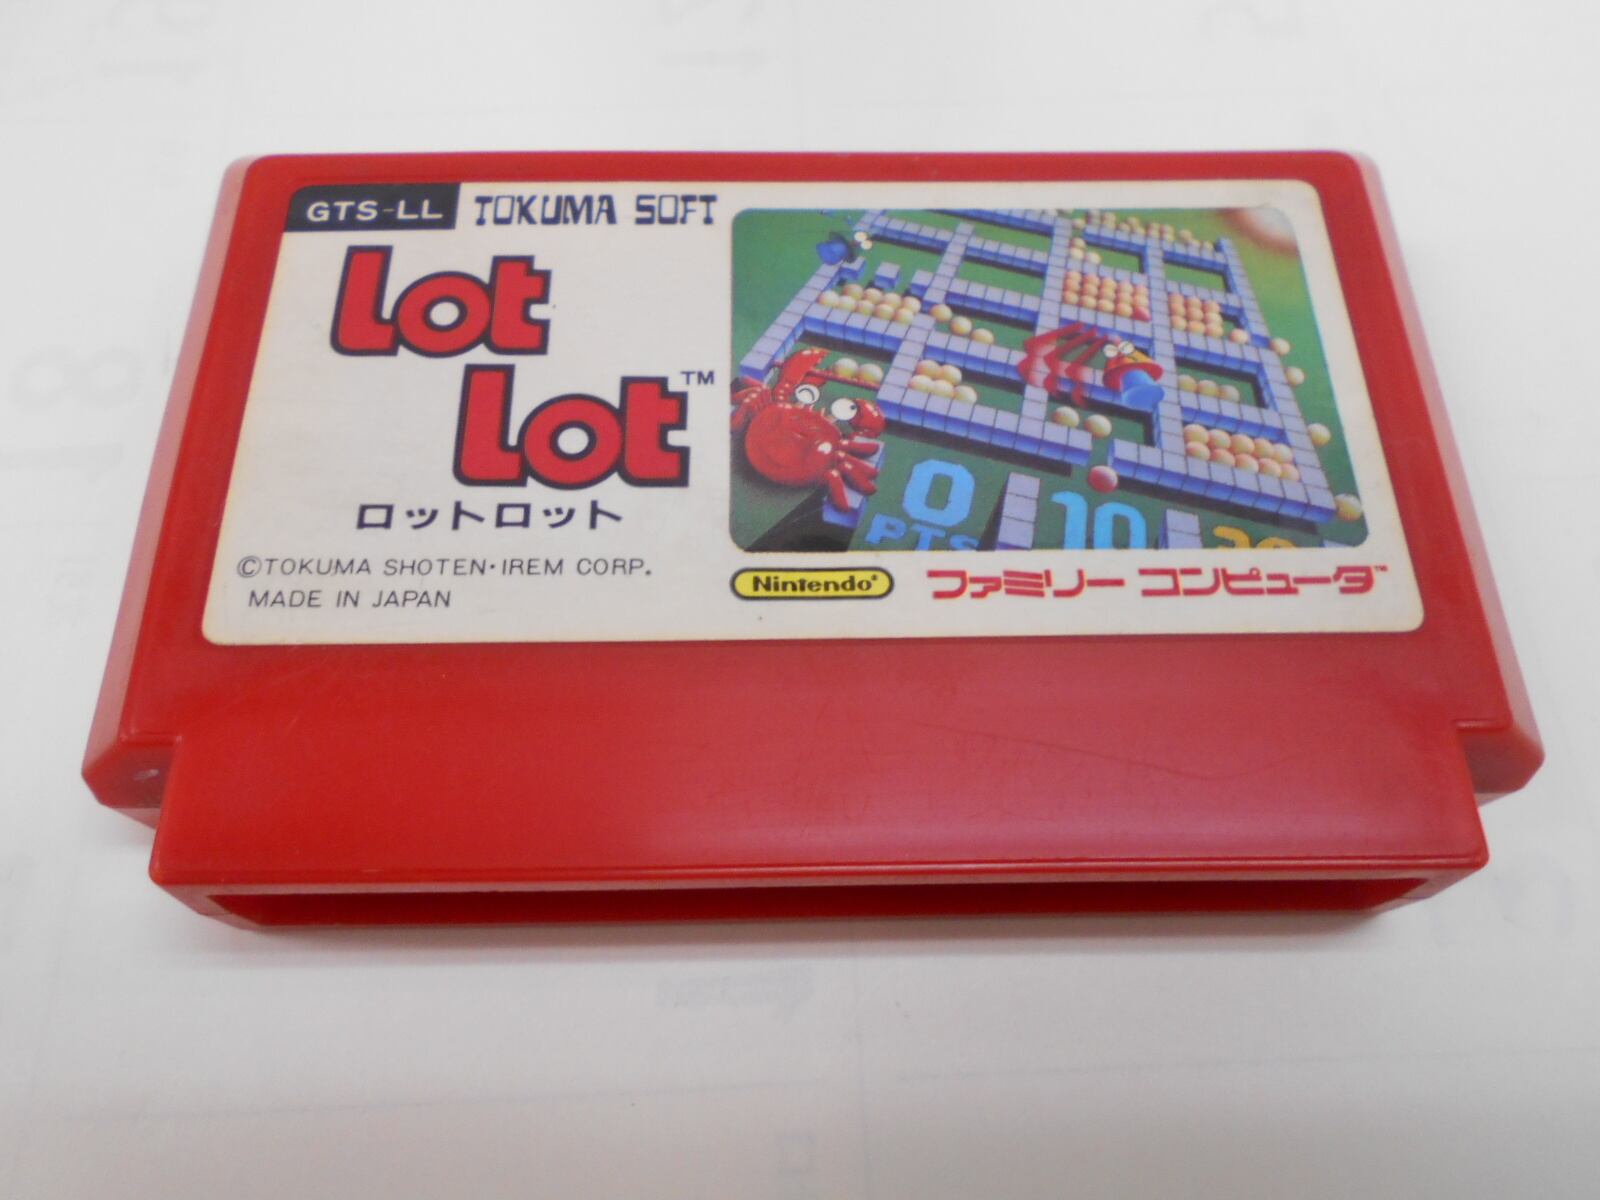 GTS-LL TOKUMA SOFT
lot
lot™
ロットロット
©TOKUMA SHOTEN・IREM CORP.
MADE IN JAPAN
0 10
PTS
Nintendo® ファミリー コンピュータ™